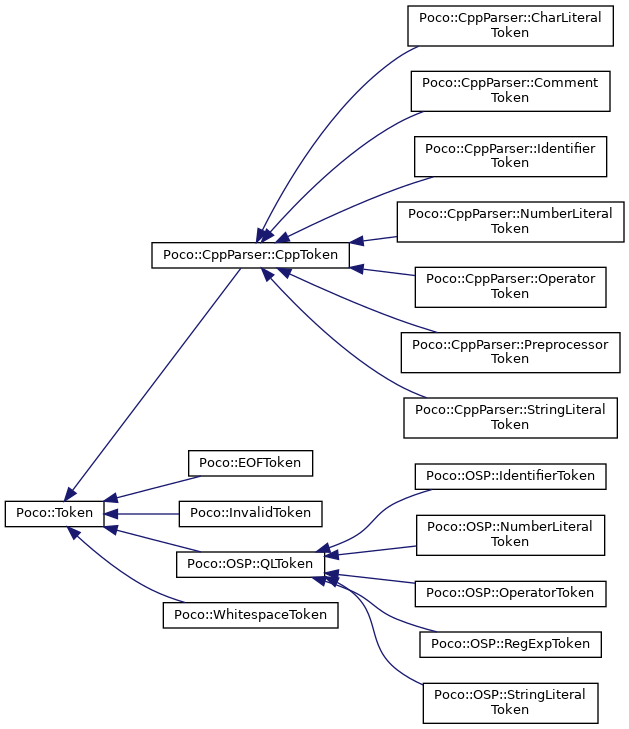 Poco::CppParser::CharLiteral
Token
Poco::CppParser::Comment
Token
Poco::CppParser::Identifier
Token
Poco::CppParser::NumberLiteral
Token
Poco::CppParser::CppToken
Poco::CppParser::Operator
Token
Poco::CppParser::Preprocessor
Token
Poco::CppParser::StringLiteral
Token
Poco::EOFToken
Poco::OSP::IdentifierToken
Poco::Token
Poco::InvalidToken
Poco::OSP::NumberLiteral
Token
Poco::OSP::QLToken
Poco::OSP::OperatorToken
Poco::WhitespaceToken
Poco::OSP::RegExpToken
Poco::OSP::StringLiteral
Token